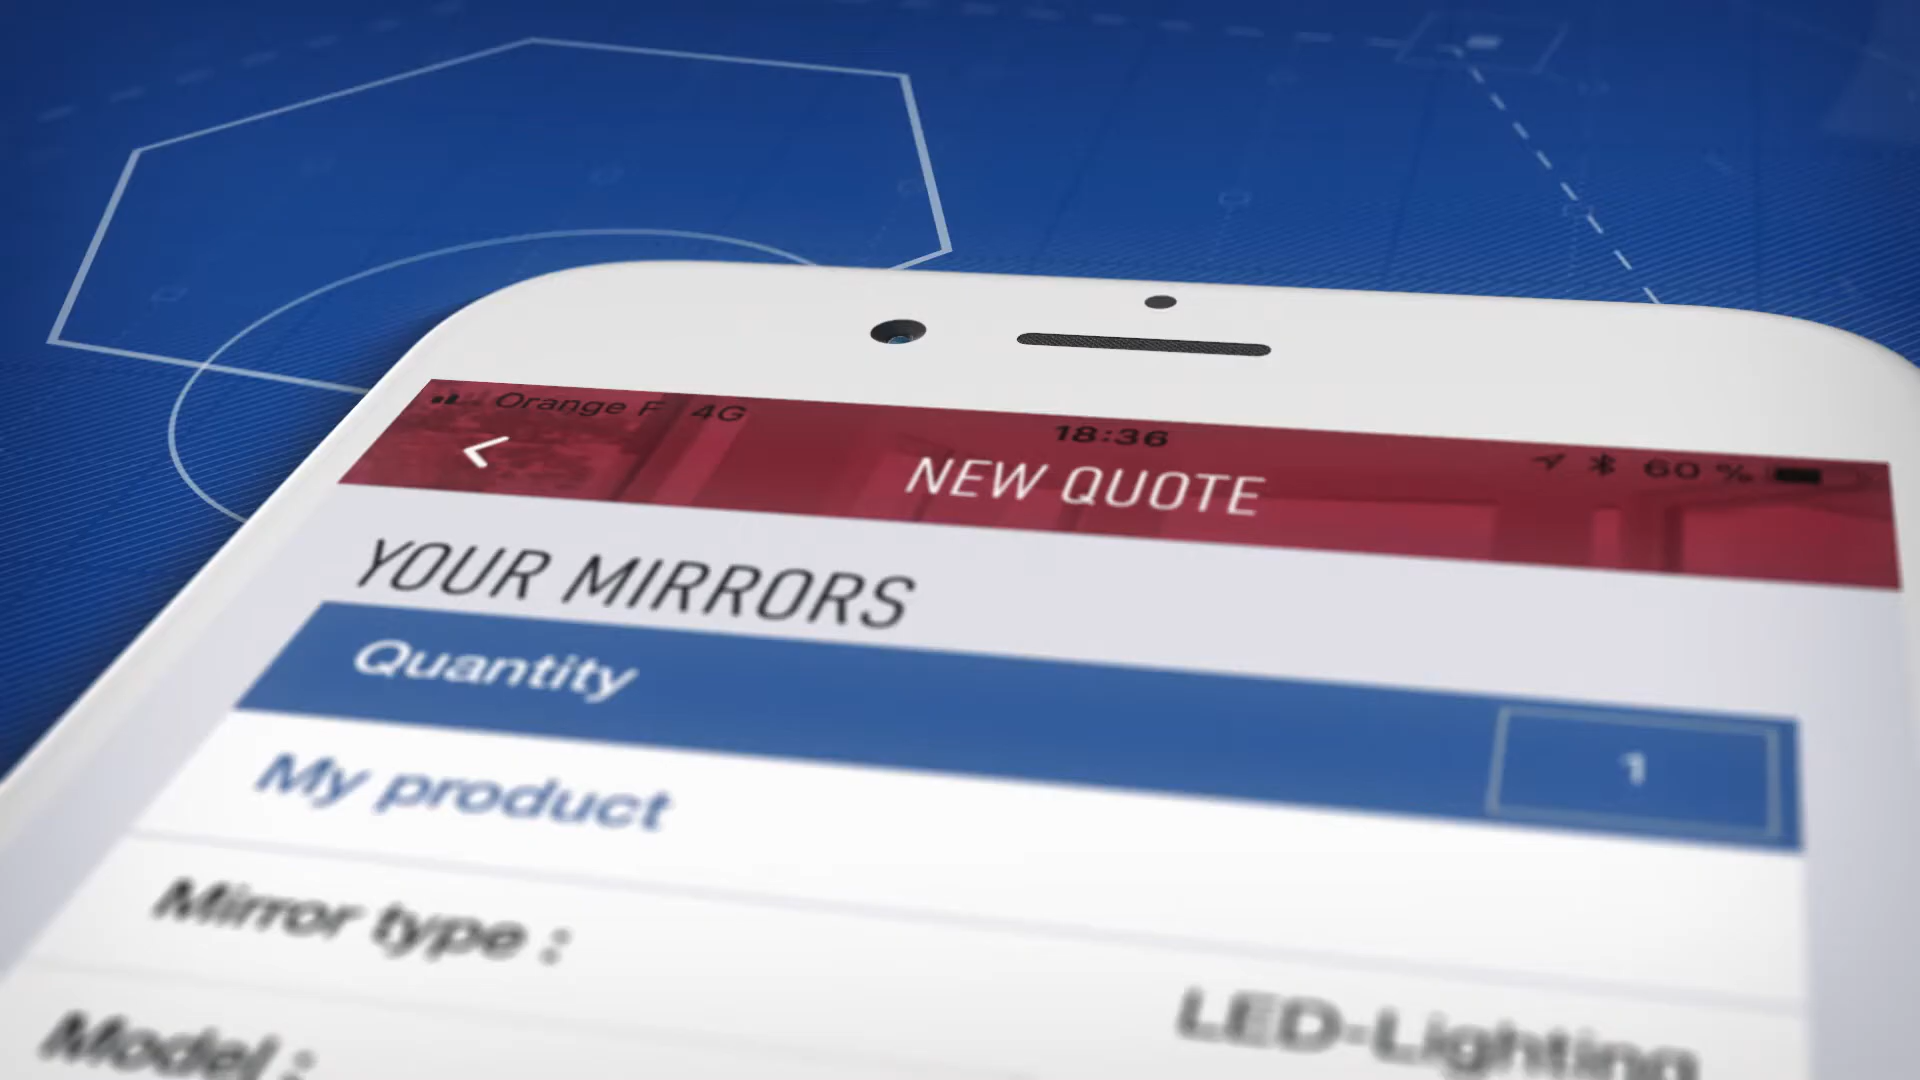 Orange F 4G 18:36 60 %
NEW QUOTE
YOUR MIRRORS
Quantity 1
My product
Mirror type :
LED-Lighting
Model :